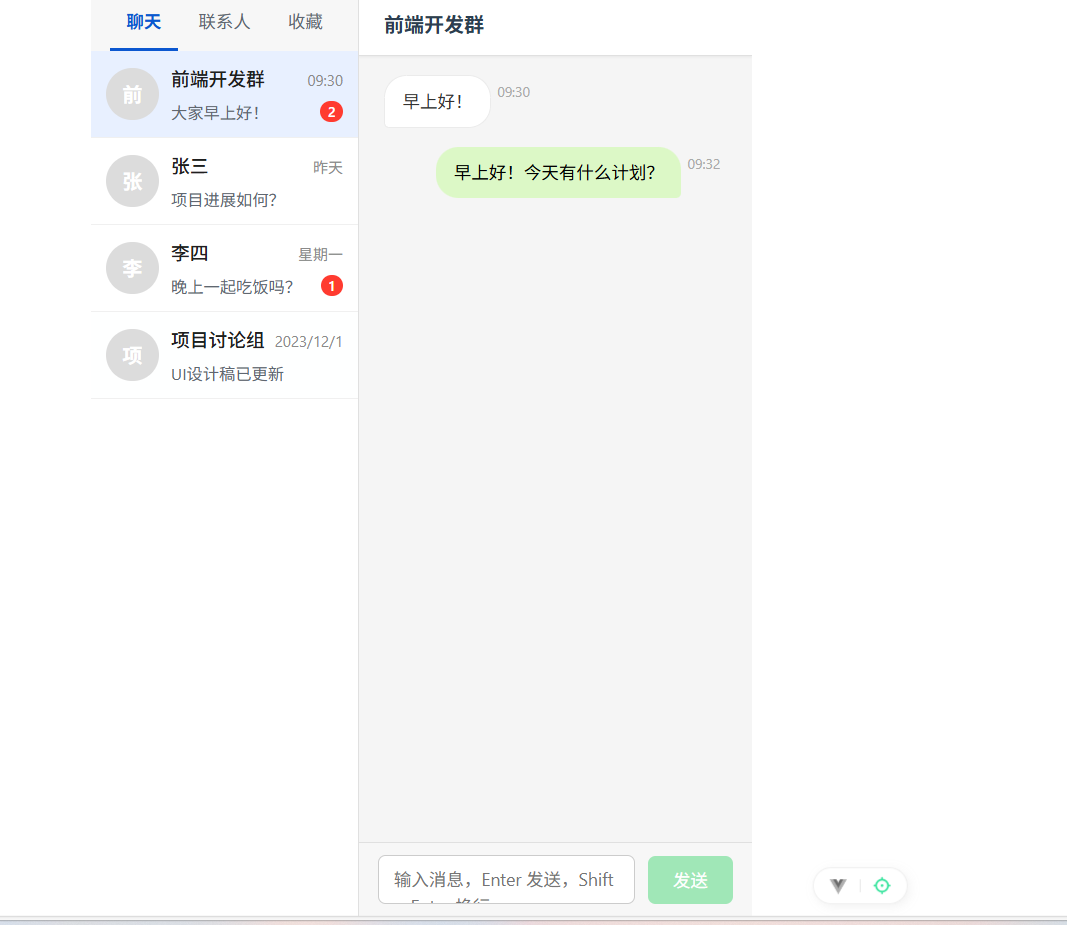 聊天 联系人 收藏
前 前端开发群 09:30
大家早上好！ 2
张 张三 昨天
项目进展如何？
李 李四 星期一
晚上一起吃饭吗？ 1
项 项目讨论组 2023/12/1
UI设计稿已更新
前端开发群
早上好！ 09:30
早上好！今天有什么计划？ 09:32
输入消息，Enter 发送，Shift
+ Enter 换行
发送